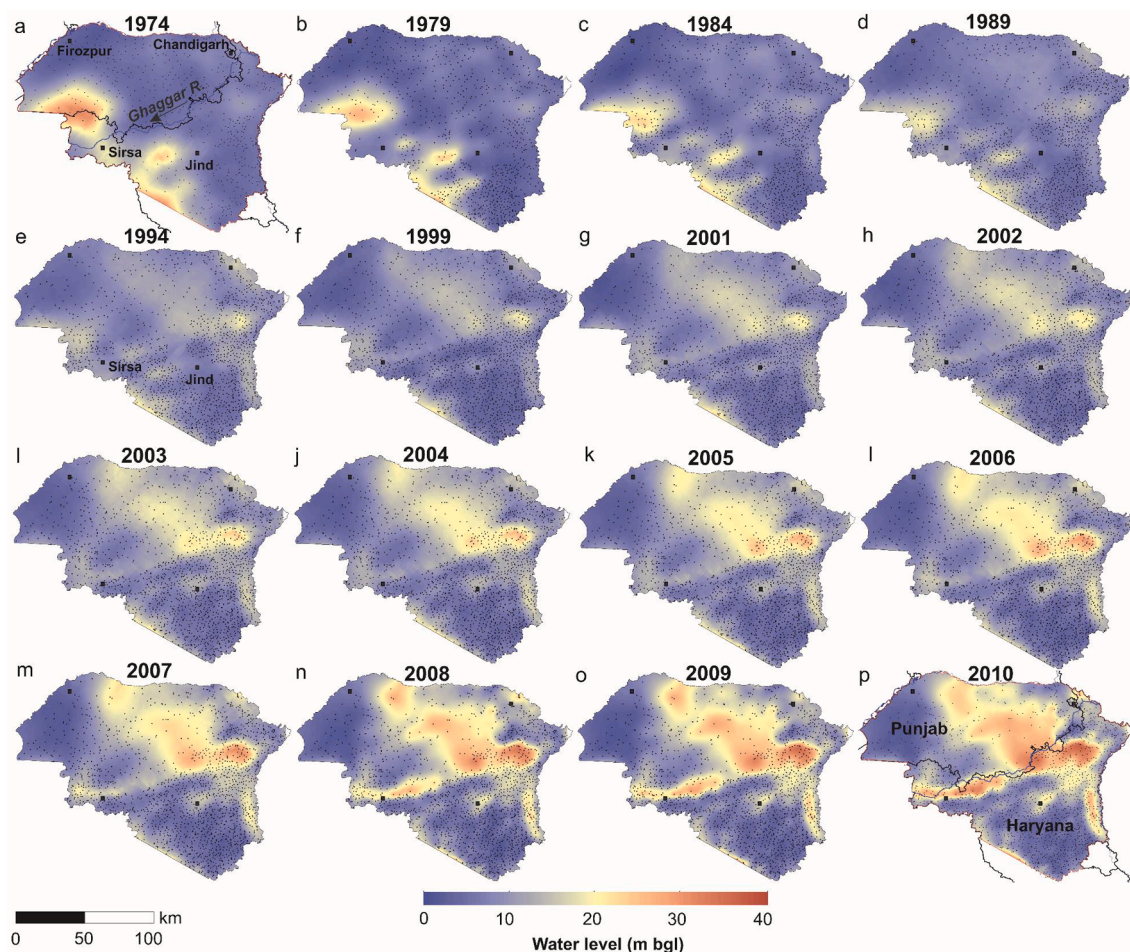 a 1974
Firozpur
Chandigarh
Ghaggar R.
Sirsa
Jind
b 1979
c 1984
d 1989
e 1994
Sirsa
Jind
f 1999
g 2001
h 2002
l 2003
j 2004
k 2005
l 2006
m 2007
n 2008
o 2009
p 2010
Punjab
Haryana
km
0 50 100
0 10 20 30 40
Water level (m bgl)